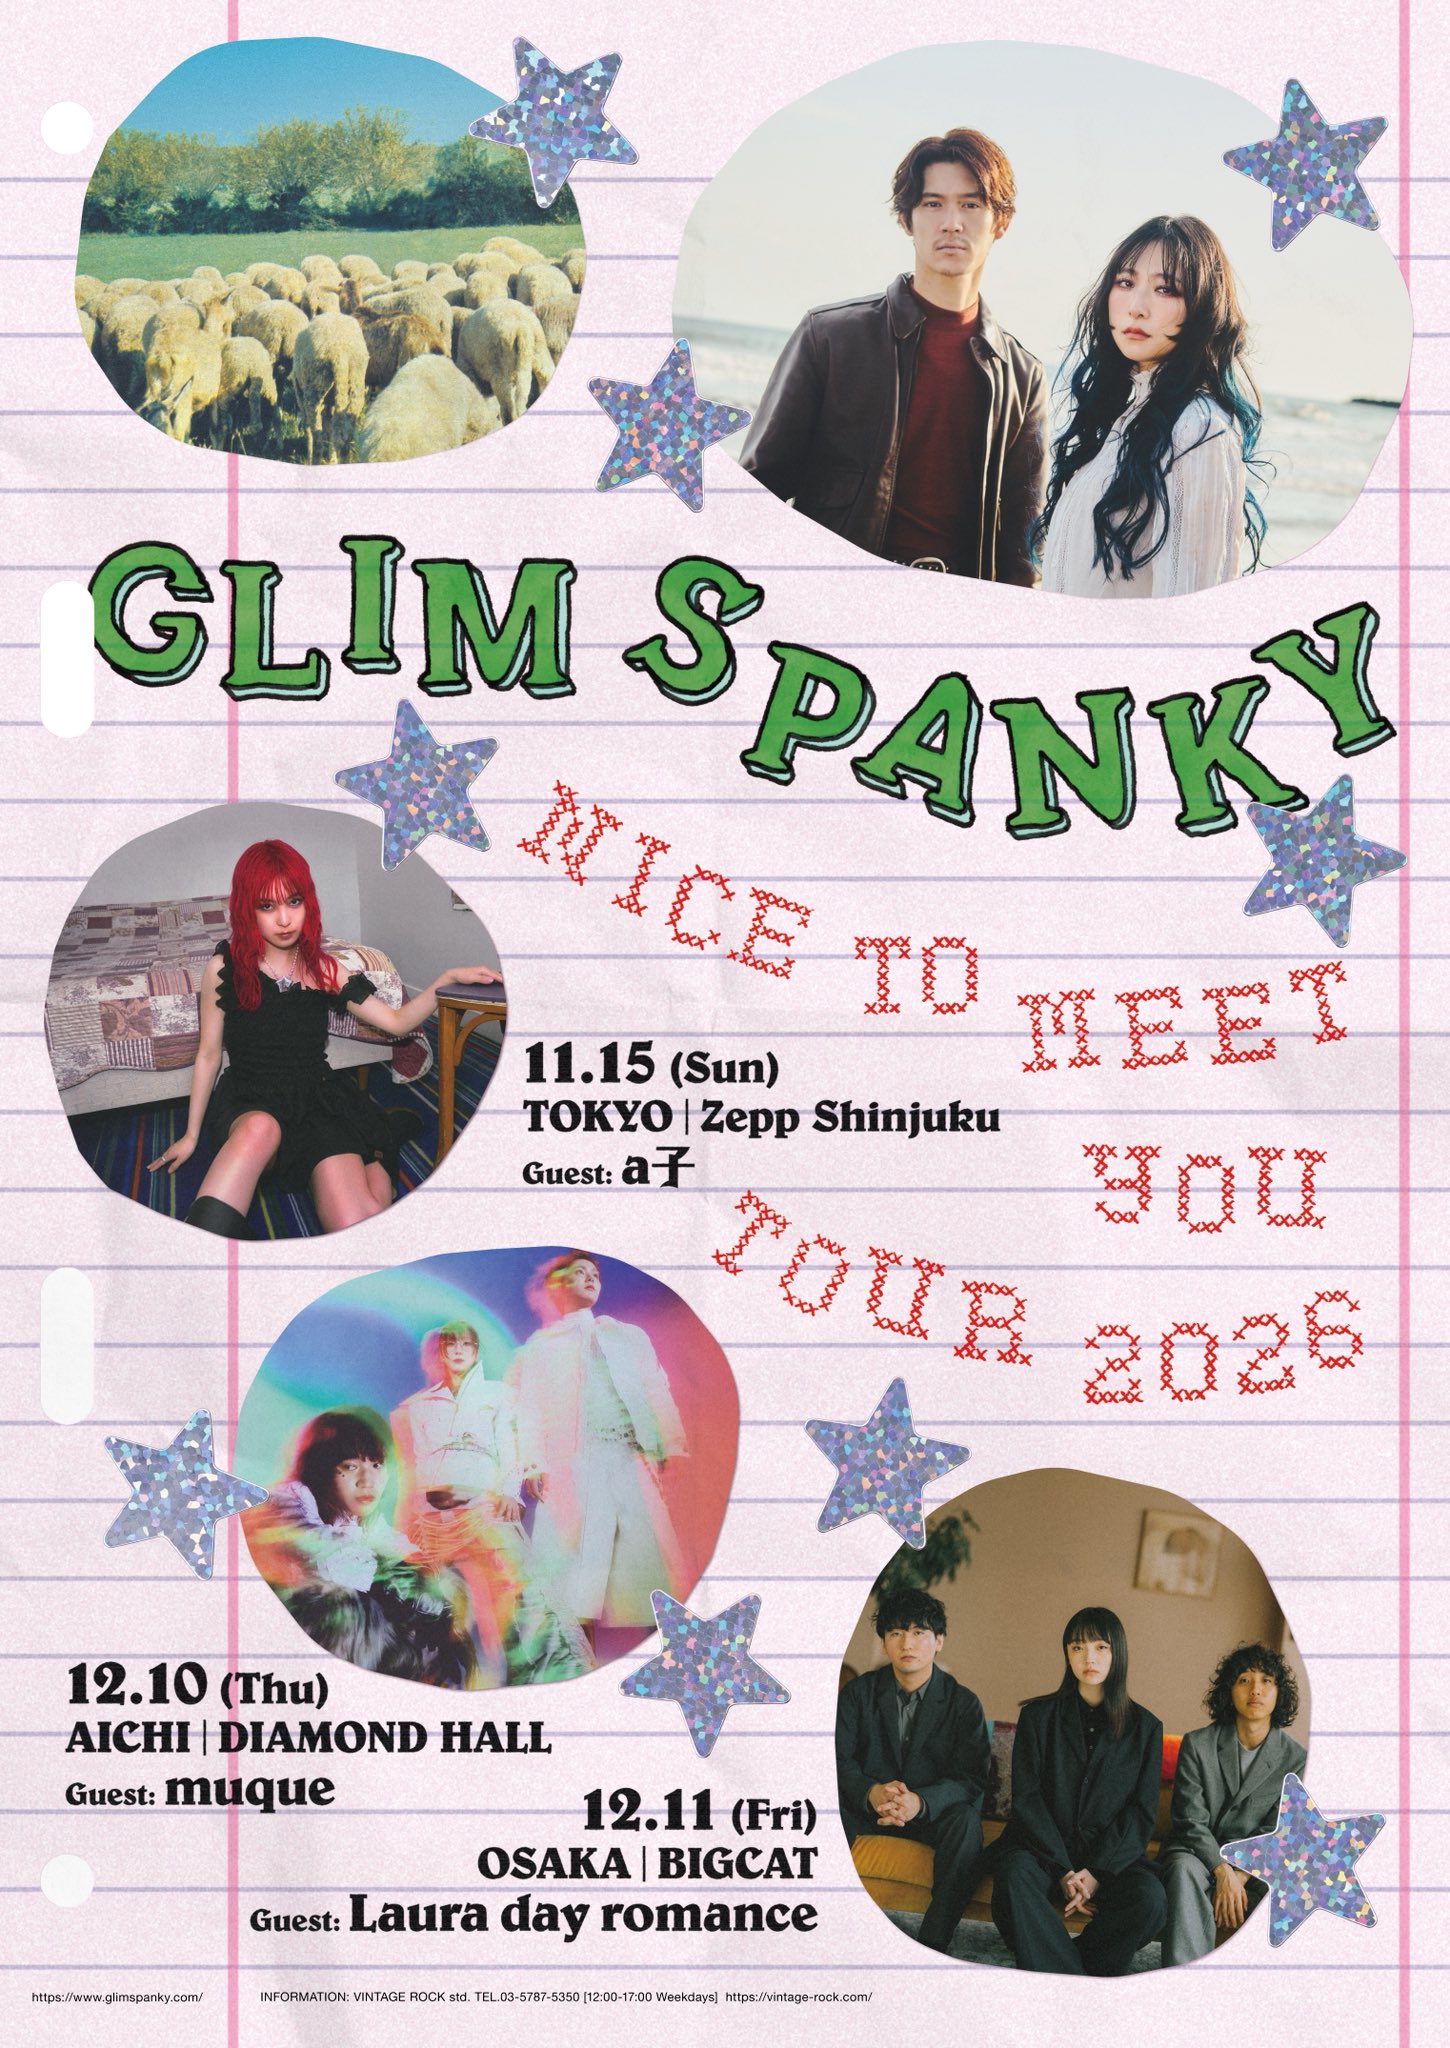 GLIM SPANKY
NICE TO MEET
YOU
TOUR 2026
11.15 (Sun)
TOKYO | Zepp Shinjuku
Guest: a子
12.10 (Thu)
AICHI | DIAMOND HALL
Guest: muque
12.11 (Fri)
OSAKA | BIGCAT
Guest: Laura day romance
https://www.glimspanky.com/ INFORMATION: VINTAGE ROCK std. TEL.03-5787-5350 [12:00-17:00 Weekdays] https://vintage-rock.com/